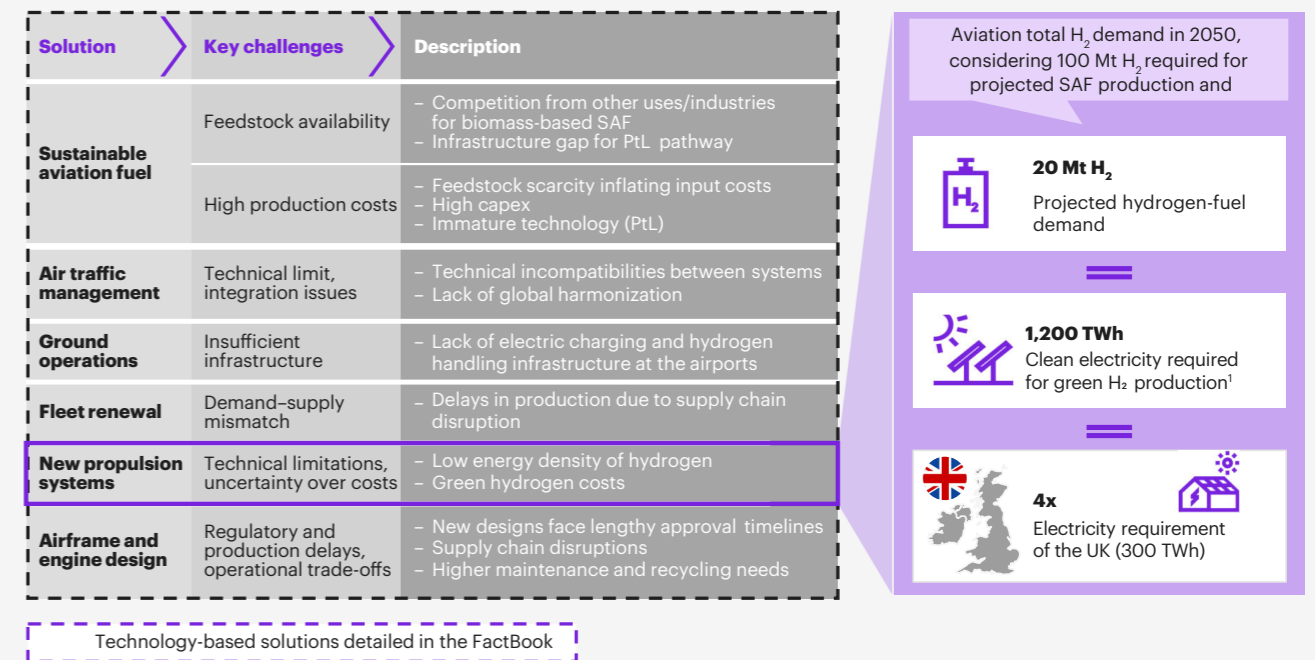 Solution
Key challenges
Description
Sustainable
aviation fuel
Feedstock availability
– Competition from other uses/industries
for biomass-based SAF
– Infrastructure gap for PtL pathway
High production costs
– Feedstock scarcity inflating input costs
– High capex
– Immature technology (PtL)
Air traffic
management
Technical limit,
integration issues
– Technical incompatibilities between systems
– Lack of global harmonization
Ground
operations
Insufficient
infrastructure
– Lack of electric charging and hydrogen
handling infrastructure at the airports
Fleet renewal
Demand–supply
mismatch
– Delays in production due to supply chain
disruption
New propulsion
systems
Technical limitations,
uncertainty over costs
– Low energy density of hydrogen
– Green hydrogen costs
Airframe and
engine design
Regulatory and
production delays,
operational trade-offs
– New designs face lengthy approval timelines
– Supply chain disruptions
– Higher maintenance and recycling needs
Technology-based solutions detailed in the FactBook
Aviation total H₂ demand in 2050,
considering 100 Mt H₂ required for
projected SAF production and
H₂
20 Mt H₂
Projected hydrogen-fuel
demand
1,200 TWh
Clean electricity required
for green H₂ production¹
4x
Electricity requirement
of the UK (300 TWh)